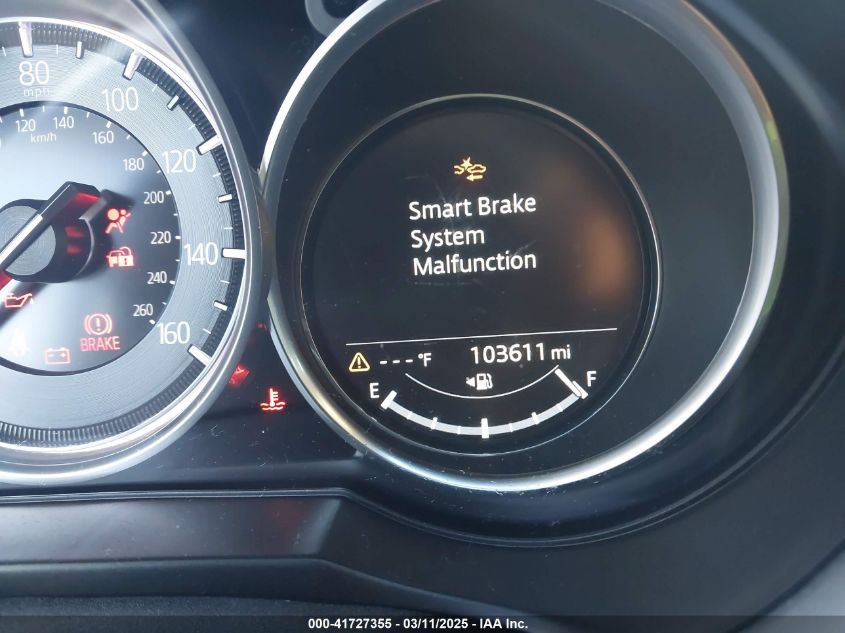 80
mph
100
120
140
160
120
140
km/h
160
180
200
220
240
260
BRAKE
Smart Brake
System
Malfunction
---°F 103611 mi
E F
000-41727355 - 03/11/2025 - IAA Inc.